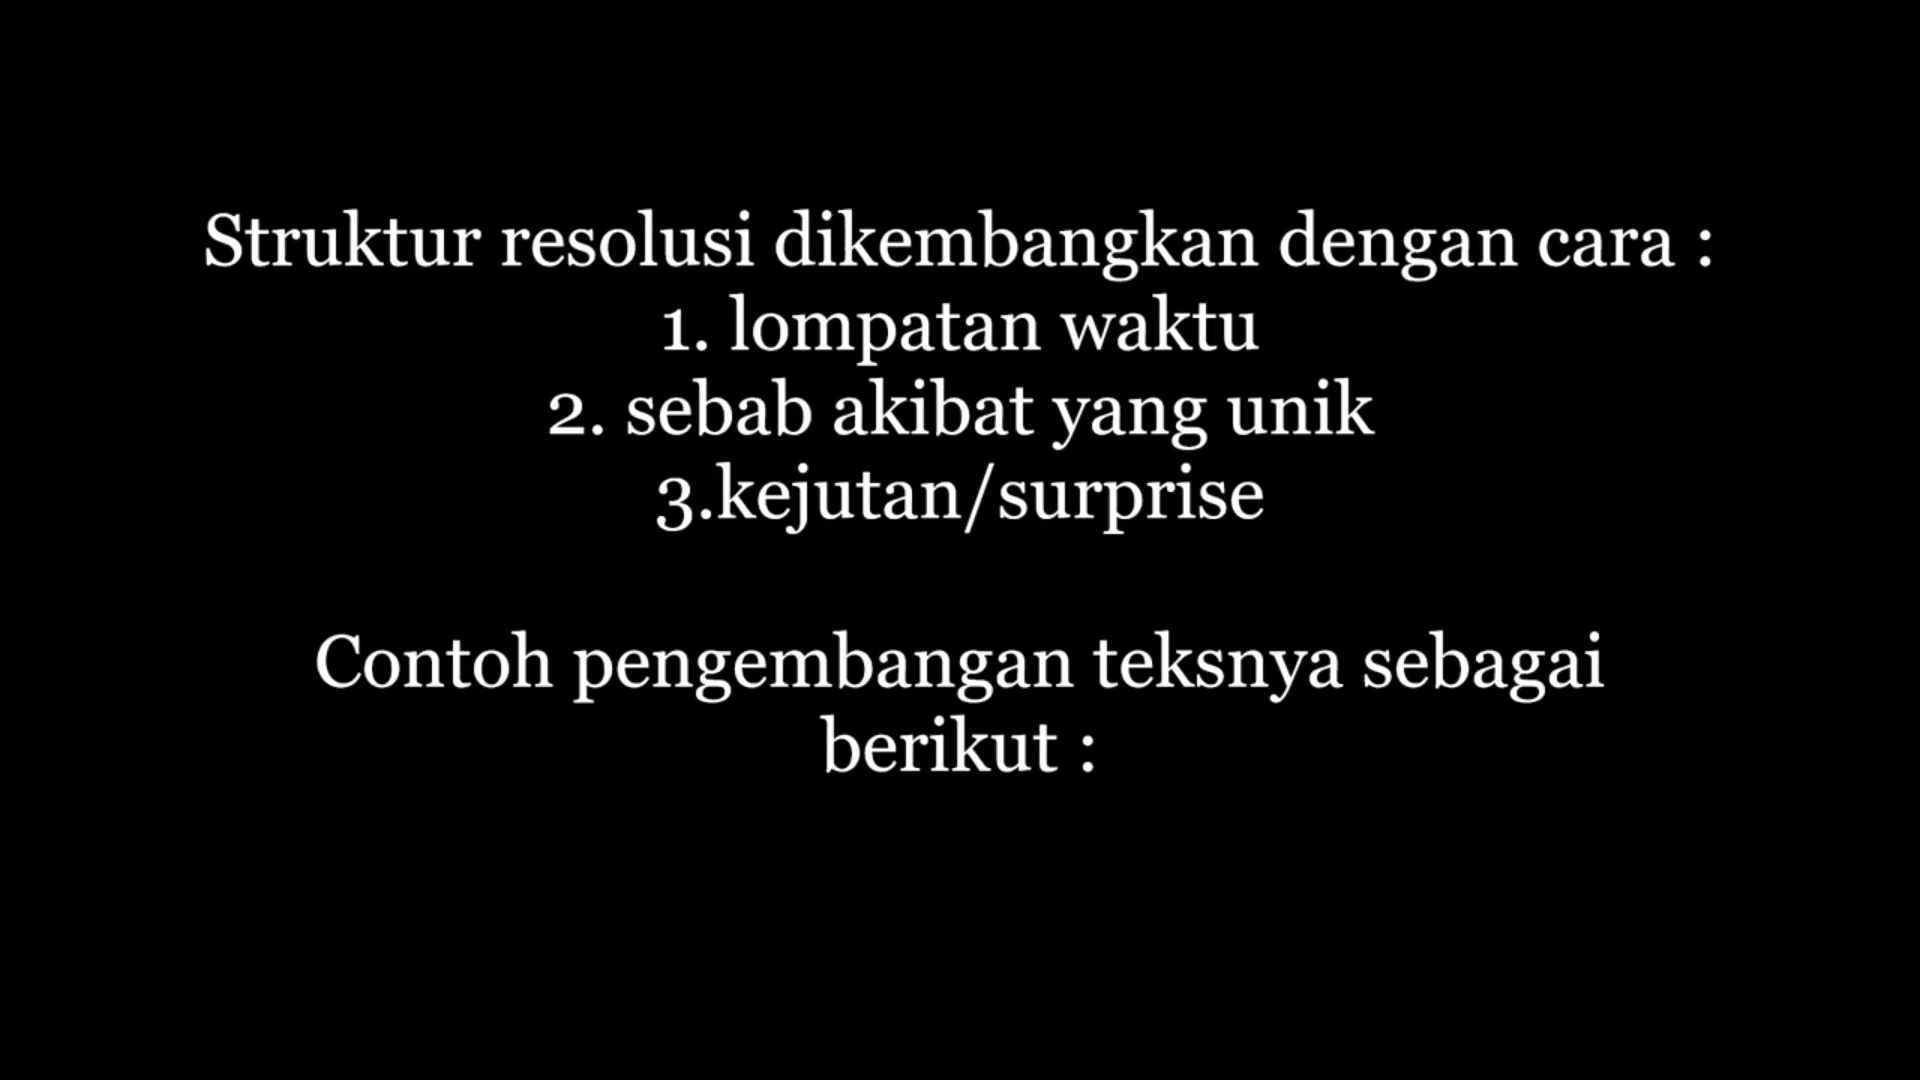 Struktur resolusi dikembangkan dengan cara :
1. lompatan waktu
2. sebab akibat yang unik
3.kejutan/surprise
Contoh pengembangan teksnya sebagai
berikut :